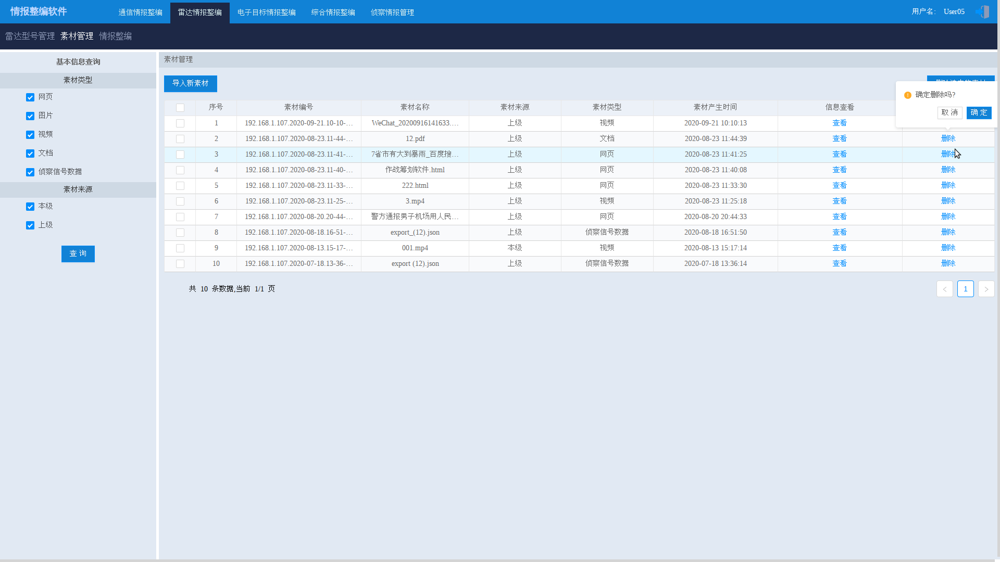 情报整编软件 通信情报整编 雷达情报整编 电子目标情报整编 综合情报整编 侦察情报管理 用户名: User05
雷达型号管理 素材管理 情报整编
基本信息查询
素材类型
网页
图片
视频
文档
侦察信号数据
素材来源
本级
上级
查 询
素材管理
导入新素材
确定删除吗?
取 消 确 定
序号 素材编号 素材名称 素材来源 素材类型 素材产生时间 信息查看
1 192.168.1.107.2020-09-21.10-10-... WeChat_20200916141633.... 上级 视频 2020-09-21 10:10:13 查看
2 192.168.1.107.2020-08-23.11-44-... 12.pdf 上级 文档 2020-08-23 11:44:39 查看 删除
3 192.168.1.107.2020-08-23.11-41-... 7省市有大到暴雨_百度搜... 上级 网页 2020-08-23 11:41:25 查看 删除
4 192.168.1.107.2020-08-23.11-40-... 作战筹划软件.html 上级 网页 2020-08-23 11:40:08 查看 删除
5 192.168.1.107.2020-08-23.11-33-... 222.html 上级 网页 2020-08-23 11:33:30 查看 删除
6 192.168.1.107.2020-08-23.11-25-... 3.mp4 上级 视频 2020-08-23 11:25:18 查看 删除
7 192.168.1.107.2020-08-20.20-44-... 警方通报男子机场用人民... 上级 网页 2020-08-20 20:44:33 查看 删除
8 192.168.1.107.2020-08-18.16-51-... export_(12).json 上级 侦察信号数据 2020-08-18 16:51:50 查看 删除
9 192.168.1.107.2020-08-13.15-17-... 001.mp4 本级 视频 2020-08-13 15:17:14 查看 删除
10 192.168.1.107.2020-07-18.13-36-... export (12).json 上级 侦察信号数据 2020-07-18 13:36:14 查看 删除
共 10 条数据,当前 1/1 页 < 1 >